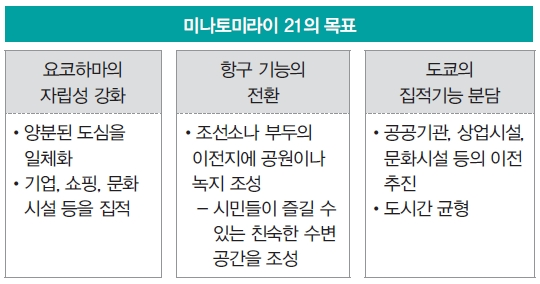 미나토미라이 21의 목표
요코하마의
자립성 강화
• 양분된 도심을
일체화
• 기업, 쇼핑, 문화
시설 등을 집적
항구 기능의
전환
• 조선소나 부두의
이전지에 공원이나
녹지 조성
– 시민들이 즐길 수
있는 친숙한 수변
공간을 조성
도쿄의
집적기능 분담
• 공공기관, 상업시설,
문화시설 등의 이전
추진
• 도시간 균형